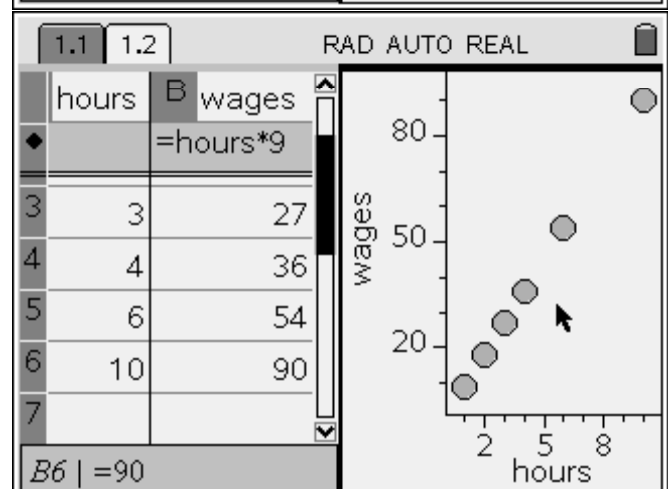 1.1 1.2 RAD AUTO REAL
hours B wages
=hours*9
3 3 27
4 4 36
5 6 54
6 10 90
7
B6 | =90
80
50
20
wages
2 5 8
hours